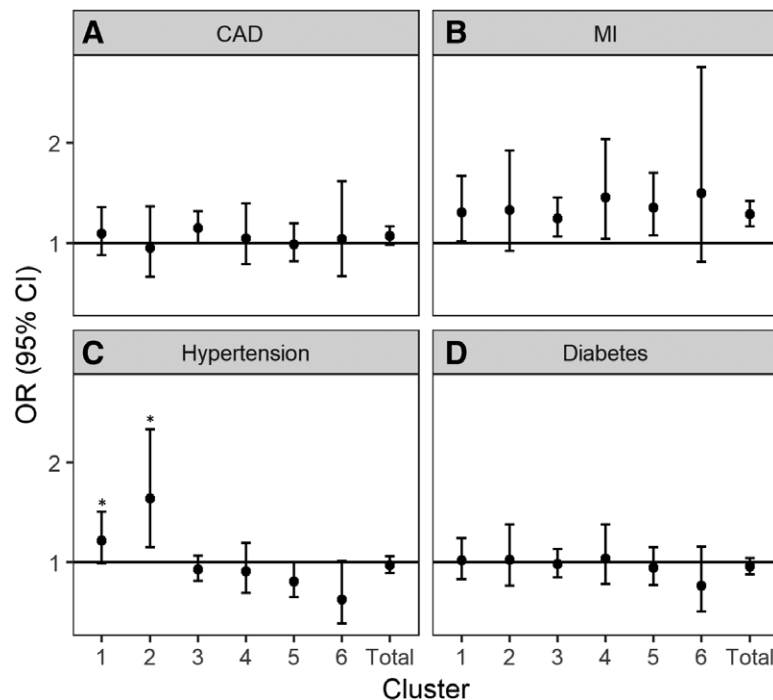 A CAD
B MI
2
1
C Hypertension
D Diabetes
* *
2
1
OR (95% CI)
1 2 3 4 5 6 Total
1 2 3 4 5 6 Total
Cluster